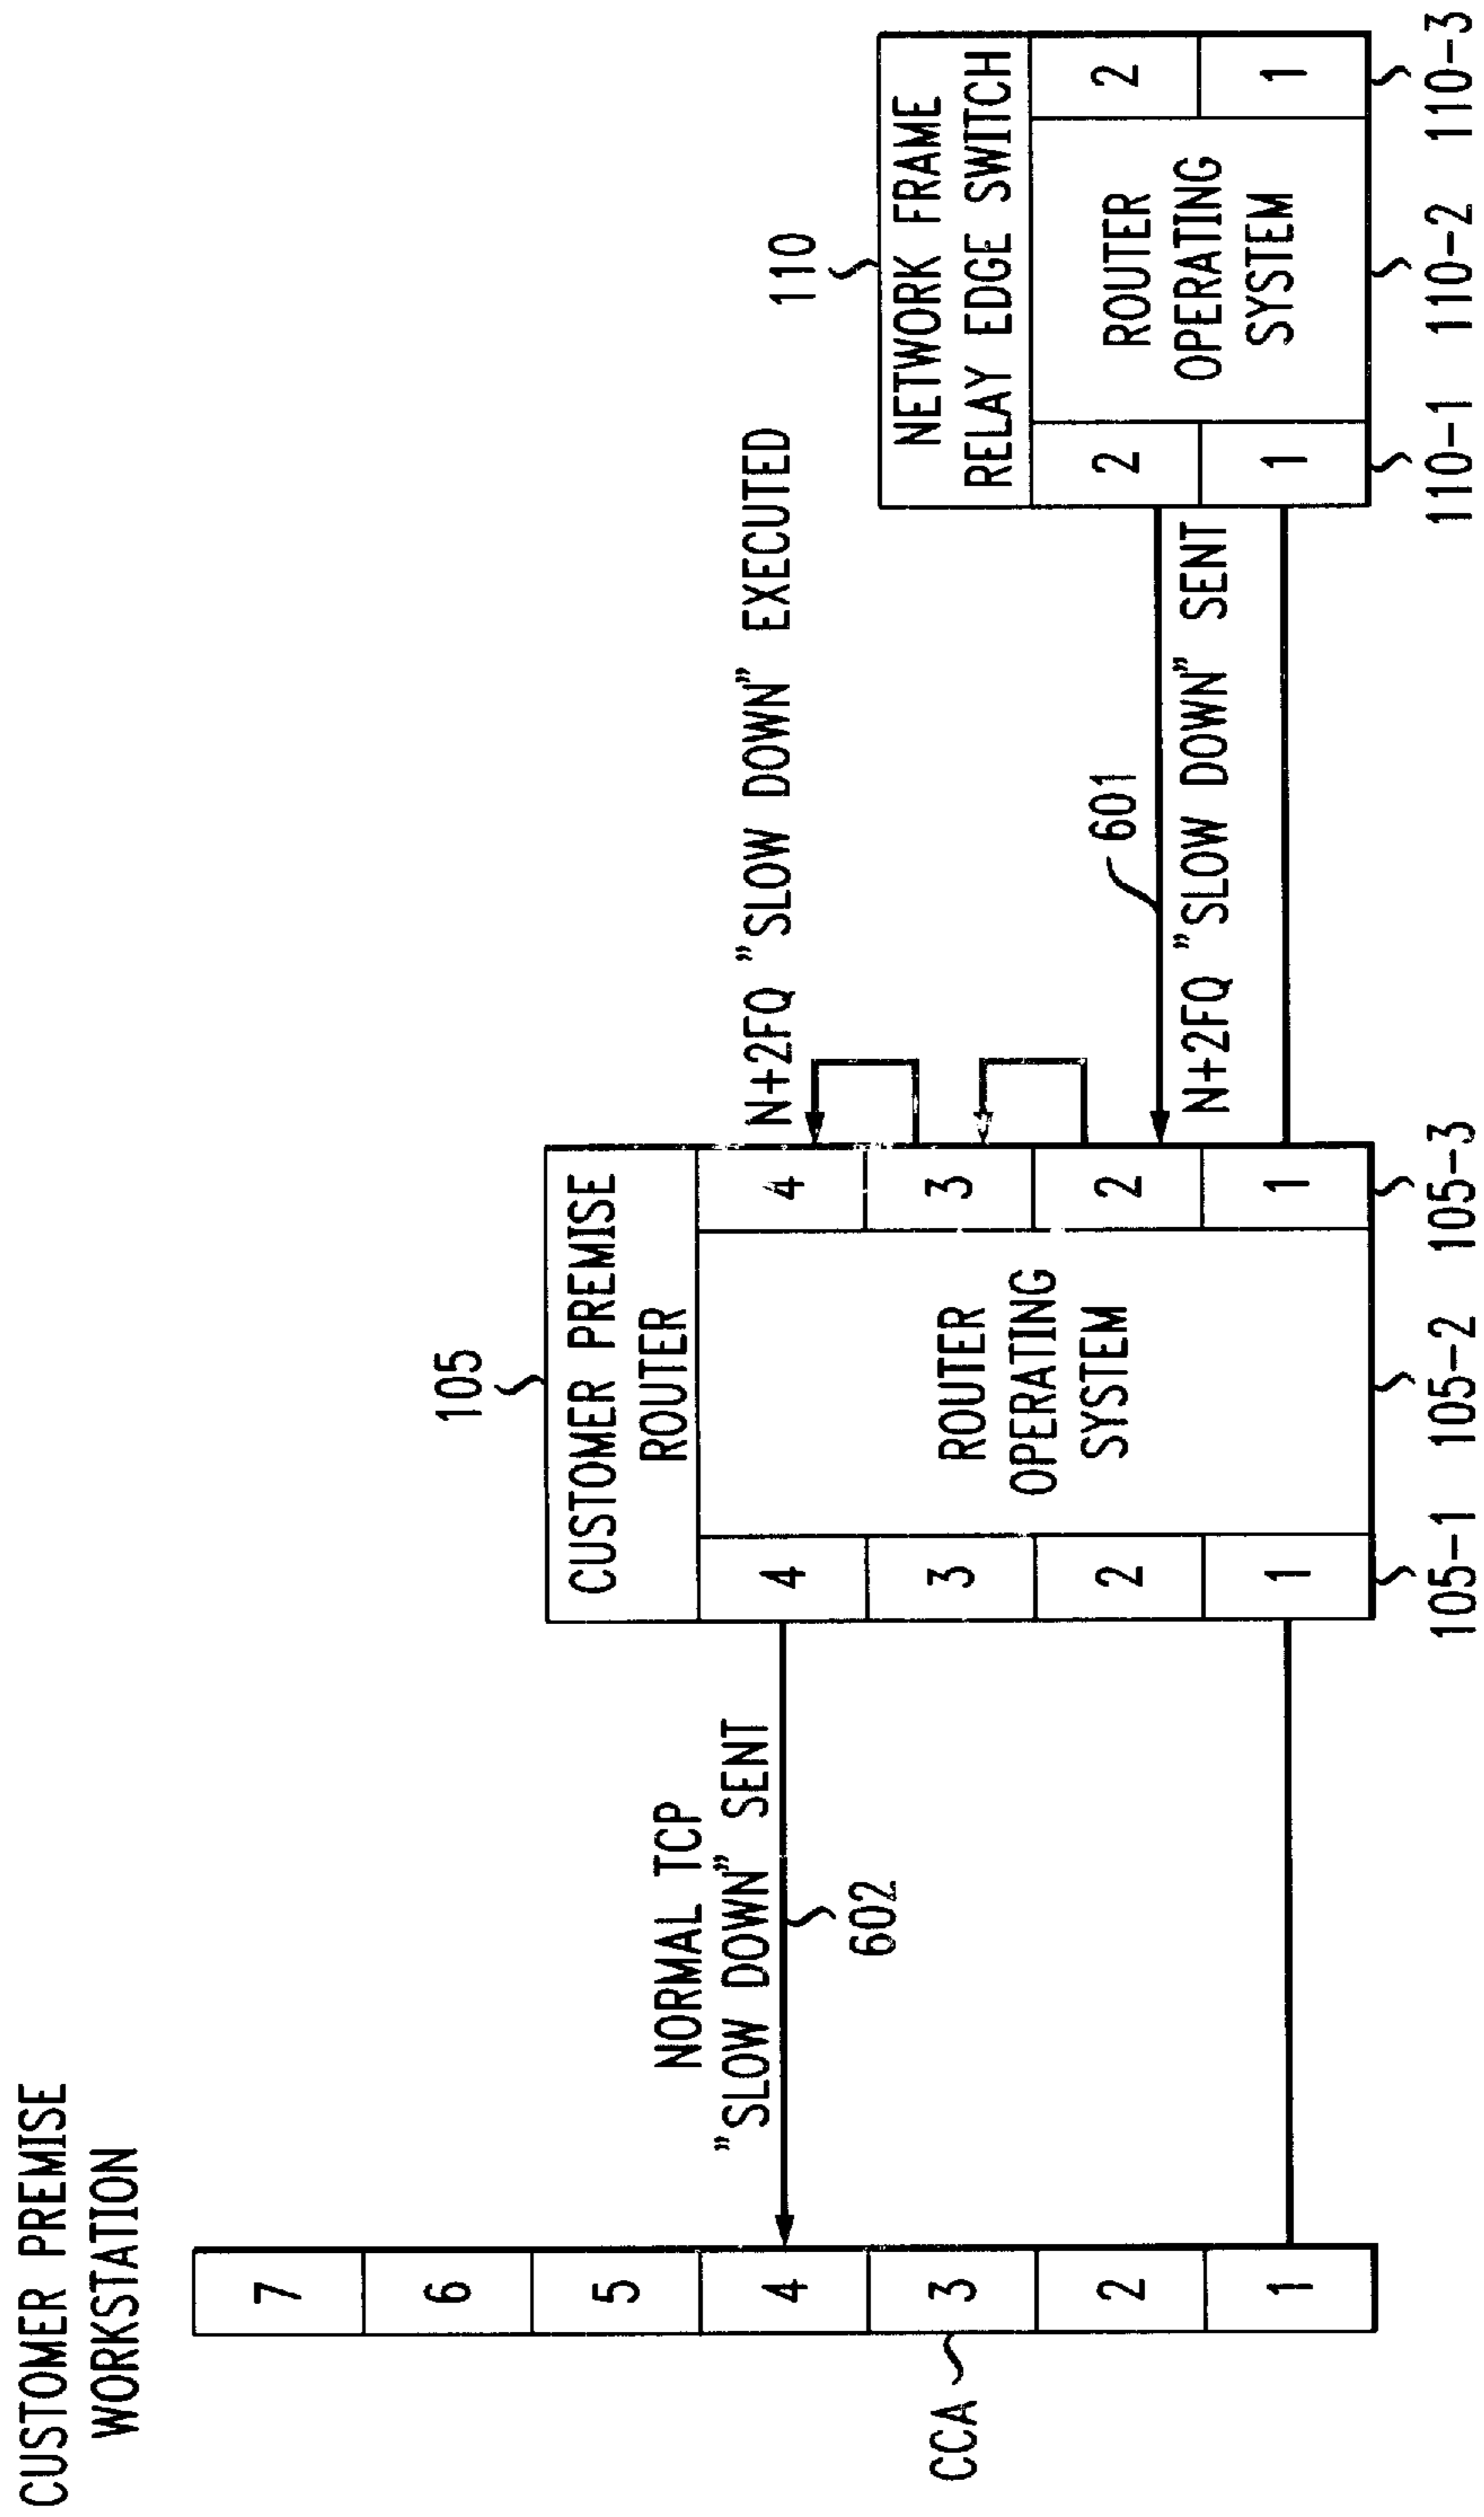 CUSTOMER PREMISE
WORKSTATION
7
6
5
4
3
2
1
CCA
NORMAL TCP
"SLOW DOWN" SENT
602
105
CUSTOMER PREMISE
ROUTER
4
3
2
1
ROUTER
OPERATING
SYSTEM
4
3
2
1
105-1 105-2 105-3
N+2FQ "SLOW DOWN" EXECUTED
601
N+2FQ "SLOW DOWN" SENT
110
NETWORK FRAME
RELAY EDGE SWITCH
2
1
ROUTER
OPERATING
SYSTEM
2
1
110-1 110-2 110-3